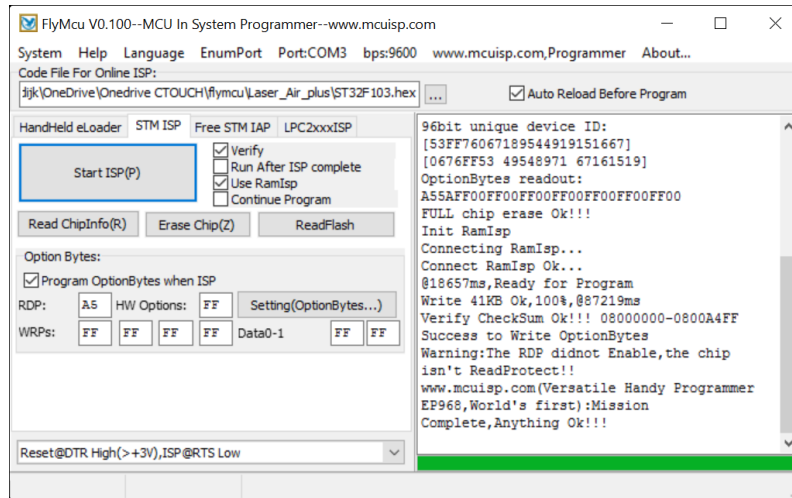 FlyMcu V0.100--MCU In System Programmer--www.mcuisp.com
System Help Language EnumPort Port:COM3 bps:9600 www.mcuisp.com,Programmer About...
Code File For Online ISP:
dijk\OneDrive\Onedrive CTOUCH\flymcu\Laser_Air_plus\ST32F103.hex
...
Auto Reload Before Program
HandHeld eLoader STM ISP Free STM IAP LPC2xxxISP
Start ISP(P)
Verify
Run After ISP complete
Use RamIsp
Continue Program
Read ChipInfo(R) Erase Chip(Z) ReadFlash
Option Bytes:
Program OptionBytes when ISP
RDP: A5 HW Options: FF Setting(OptionBytes...)
WRPs: FF FF FF FF Data0-1 FF FF
Reset@DTR High(>+3V),ISP@RTS Low
96bit unique device ID:
[53FF76067189544919151667]
[0676FF53 49548971 67161519]
OptionBytes readout:
A55AFF00FF00FF00FF00FF00FF00FF00
FULL chip erase Ok!!!
Init RamIsp
Connecting RamIsp...
Connect RamIsp Ok...
@18657ms,Ready for Program
Write 41KB Ok,100%,@87219ms
Verify CheckSum Ok!!! 08000000-0800A4FF
Success to Write OptionBytes
Warning:The RDP didnot Enable,the chip
isn't ReadProtect!!
www.mcuisp.com(Versatile Handy Programmer
EP968,World's first):Mission
Complete,Anything Ok!!!